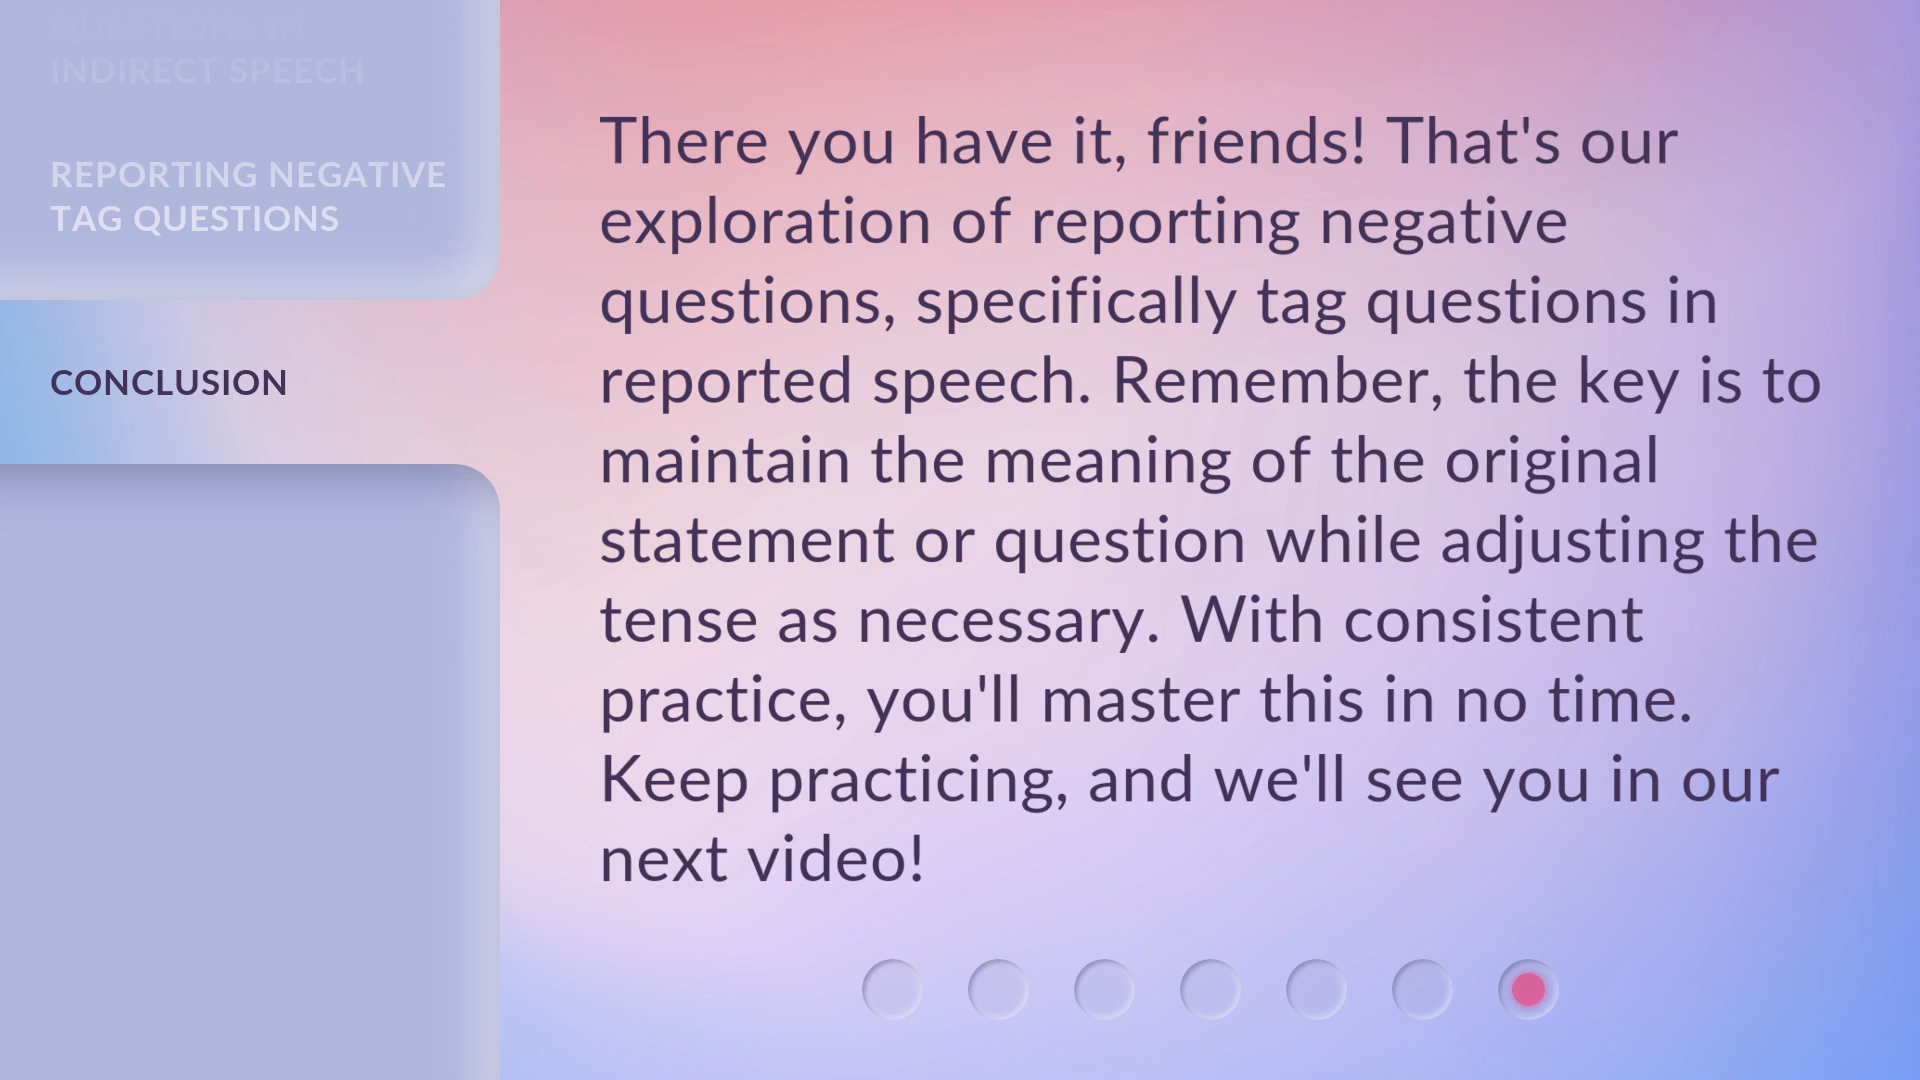 QUESTIONS IN
INDIRECT SPEECH
REPORTING NEGATIVE
TAG QUESTIONS
CONCLUSION
There you have it, friends! That's our
exploration of reporting negative
questions, specifically tag questions in
reported speech. Remember, the key is to
maintain the meaning of the original
statement or question while adjusting the
tense as necessary. With consistent
practice, you'll master this in no time.
Keep practicing, and we'll see you in our
next video!